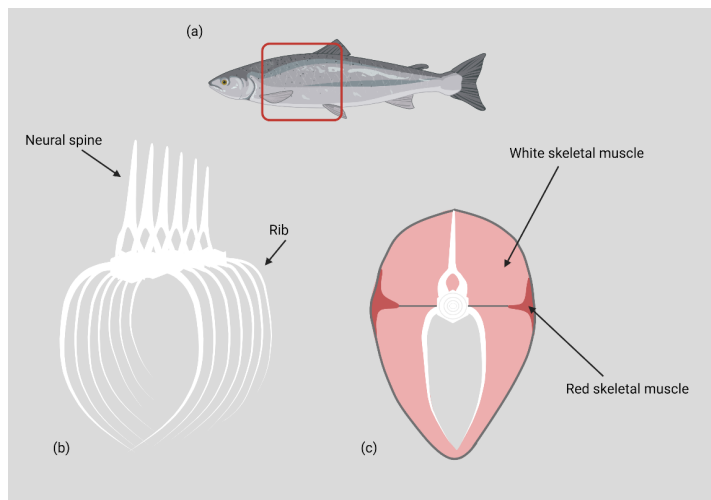 (a)
Neural spine
White skeletal muscle
Rib
Red skeletal muscle
(b)
(c)